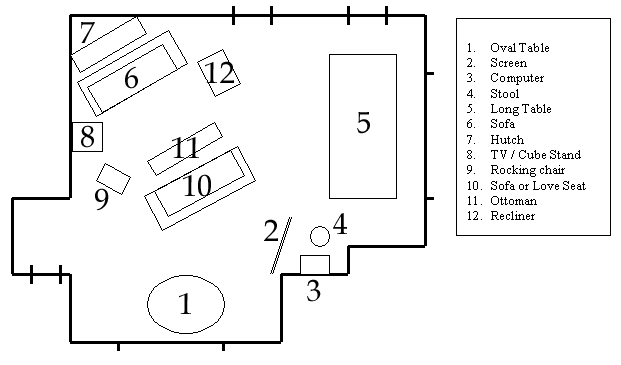 7
6
12
8
5
11
10
9
2
4
3
1
1. Oval Table
2. Screen
3. Computer
4. Stool
5. Long Table
6. Sofa
7. Hutch
8. TV / Cube Stand
9. Rocking chair
10. Sofa or Love Seat
11. Ottoman
12. Recliner